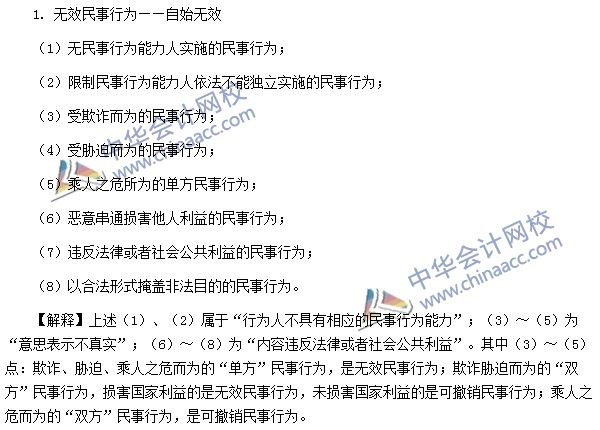 1. 无效民事行为——自始无效
（1）无民事行为能力人实施的民事行为；
（2）限制民事行为能力人依法不能独立实施的民事行为；
（3）受欺诈而为的民事行为；
（4）受胁迫而为的民事行为；
（5）乘人之危所为的单方民事行为；
（6）恶意串通损害他人利益的民事行为；
（7）违反法律或者社会公共利益的民事行为；
（8）以合法形式掩盖非法目的的民事行为。
【解释】上述（1）、（2）属于“行为人不具有相应的民事行为能力”；（3）～（5）为
“意思表示不真实”；（6）～（8）为“内容违反法律或者社会公共利益”。其中（3）～（5）
点：欺诈、胁迫、乘人之危而为的“单方”民事行为，是无效民事行为；欺诈胁迫而为的“双
方”民事行为，损害国家利益的是无效民事行为，未损害国家利益的是可撤销民事行为；乘人之
危而为的“双方”民事行为，是可撤销民事行为。
中华会计网校
www.chinaacc.com
中华会计网校
www.chinaacc.com